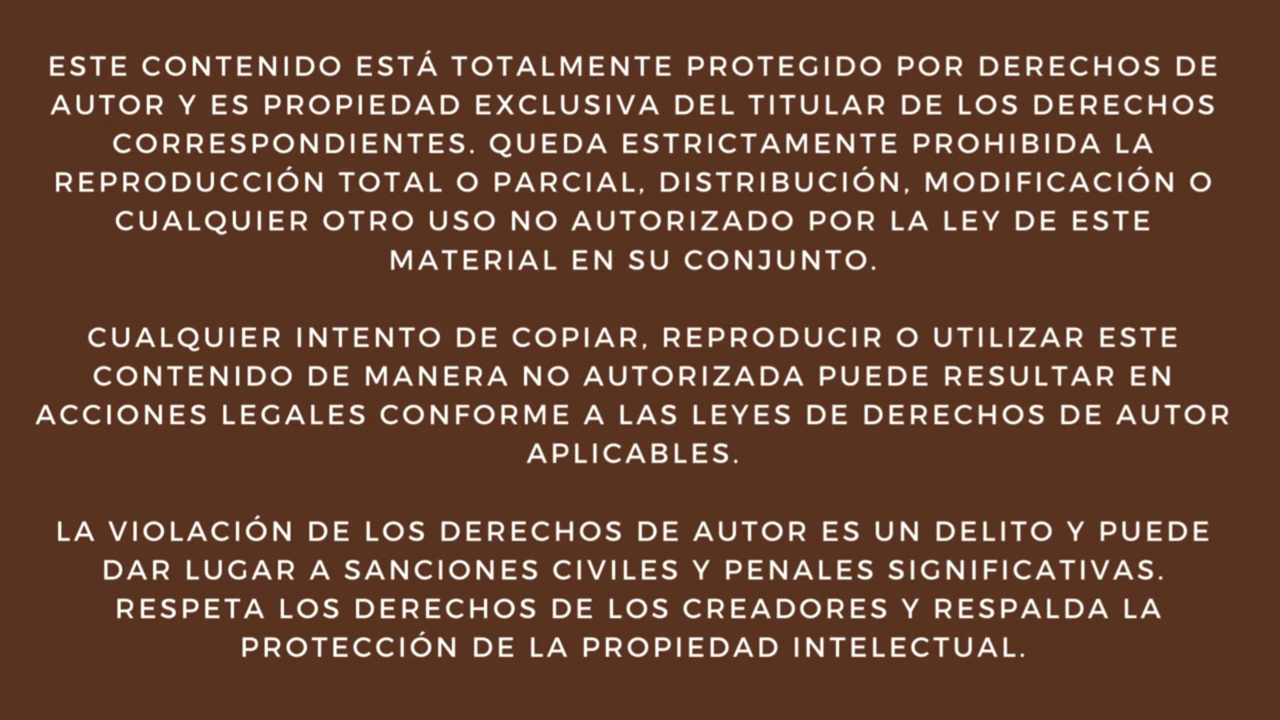 ESTE CONTENIDO ESTÁ TOTALMENTE PROTEGIDO POR DERECHOS DE
AUTOR Y ES PROPIEDAD EXCLUSIVA DEL TITULAR DE LOS DERECHOS
CORRESPONDIENTES. QUEDA ESTRICTAMENTE PROHIBIDA LA
REPRODUCCIÓN TOTAL O PARCIAL, DISTRIBUCIÓN, MODIFICACIÓN O
CUALQUIER OTRO USO NO AUTORIZADO POR LA LEY DE ESTE
MATERIAL EN SU CONJUNTO.
CUALQUIER INTENTO DE COPIAR, REPRODUCIR O UTILIZAR ESTE
CONTENIDO DE MANERA NO AUTORIZADA PUEDE RESULTAR EN
ACCIONES LEGALES CONFORME A LAS LEYES DE DERECHOS DE AUTOR
APLICABLES.
LA VIOLACIÓN DE LOS DERECHOS DE AUTOR ES UN DELITO Y PUEDE
DAR LUGAR A SANCIONES CIVILES Y PENALES SIGNIFICATIVAS.
RESPETA LOS DERECHOS DE LOS CREADORES Y RESPALDA LA
PROTECCIÓN DE LA PROPIEDAD INTELECTUAL.